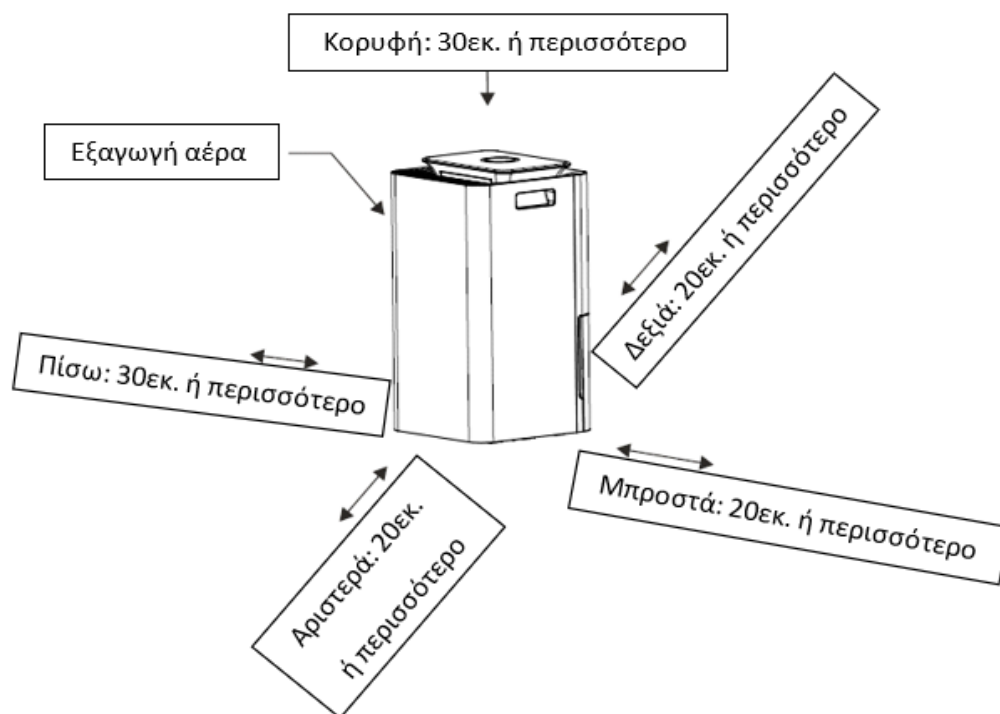 Κορυφή: 30εκ. ή περισσότερο
Εξαγωγή αέρα
Δεξιά: 20εκ. ή περισσότερο
Πίσω: 30εκ. ή περισσότερο
Μπροστά: 20εκ. ή περισσότερο
Αριστερά: 20εκ.
ή περισσότερο